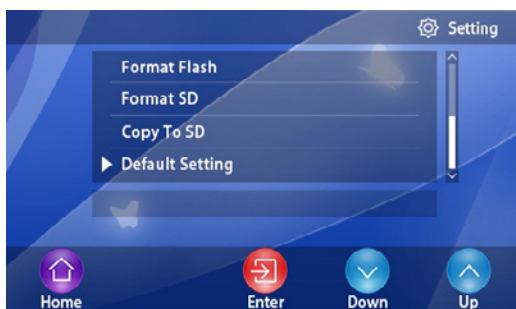 Setting
Format Flash
Format SD
Copy To SD
Default Setting
Home
Enter
Down
Up